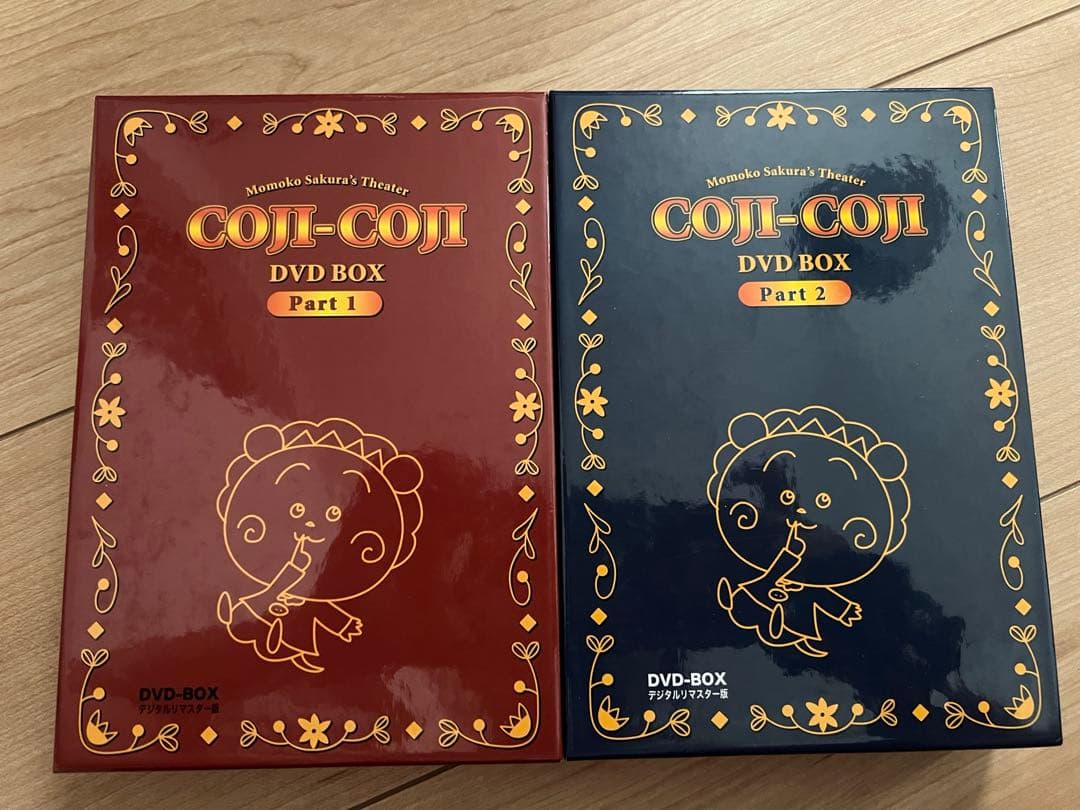 Momoko Sakura's Theater
COJI-COJI
DVD BOX
Part 1
DVD-BOX
デジタルリマスター版
Momoko Sakura's Theater
COJI-COJI
DVD BOX
Part 2
DVD-BOX
デジタルリマスター版